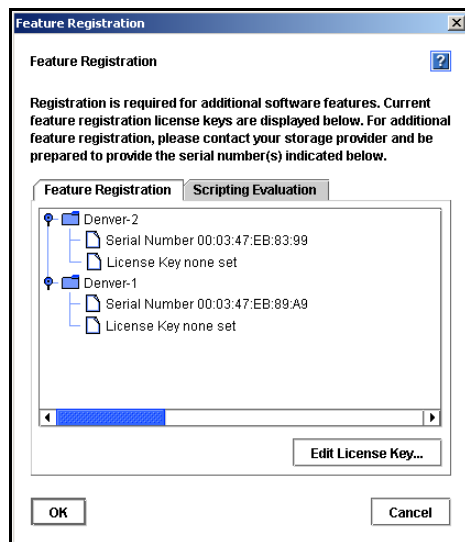 Feature Registration
Feature Registration
Registration is required for additional software features. Current
feature registration license keys are displayed below. For additional
feature registration, please contact your storage provider and be
prepared to provide the serial number(s) indicated below.
Feature Registration Scripting Evaluation
Denver-2
Serial Number 00:03:47:EB:83:99
License Key none set
Denver-1
Serial Number 00:03:47:EB:89:A9
License Key none set
Edit License Key...
OK Cancel